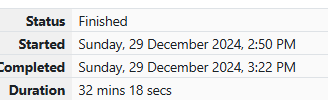 Status Finished
Started Sunday, 29 December 2024, 2:50 PM
Completed Sunday, 29 December 2024, 3:22 PM
Duration 32 mins 18 secs